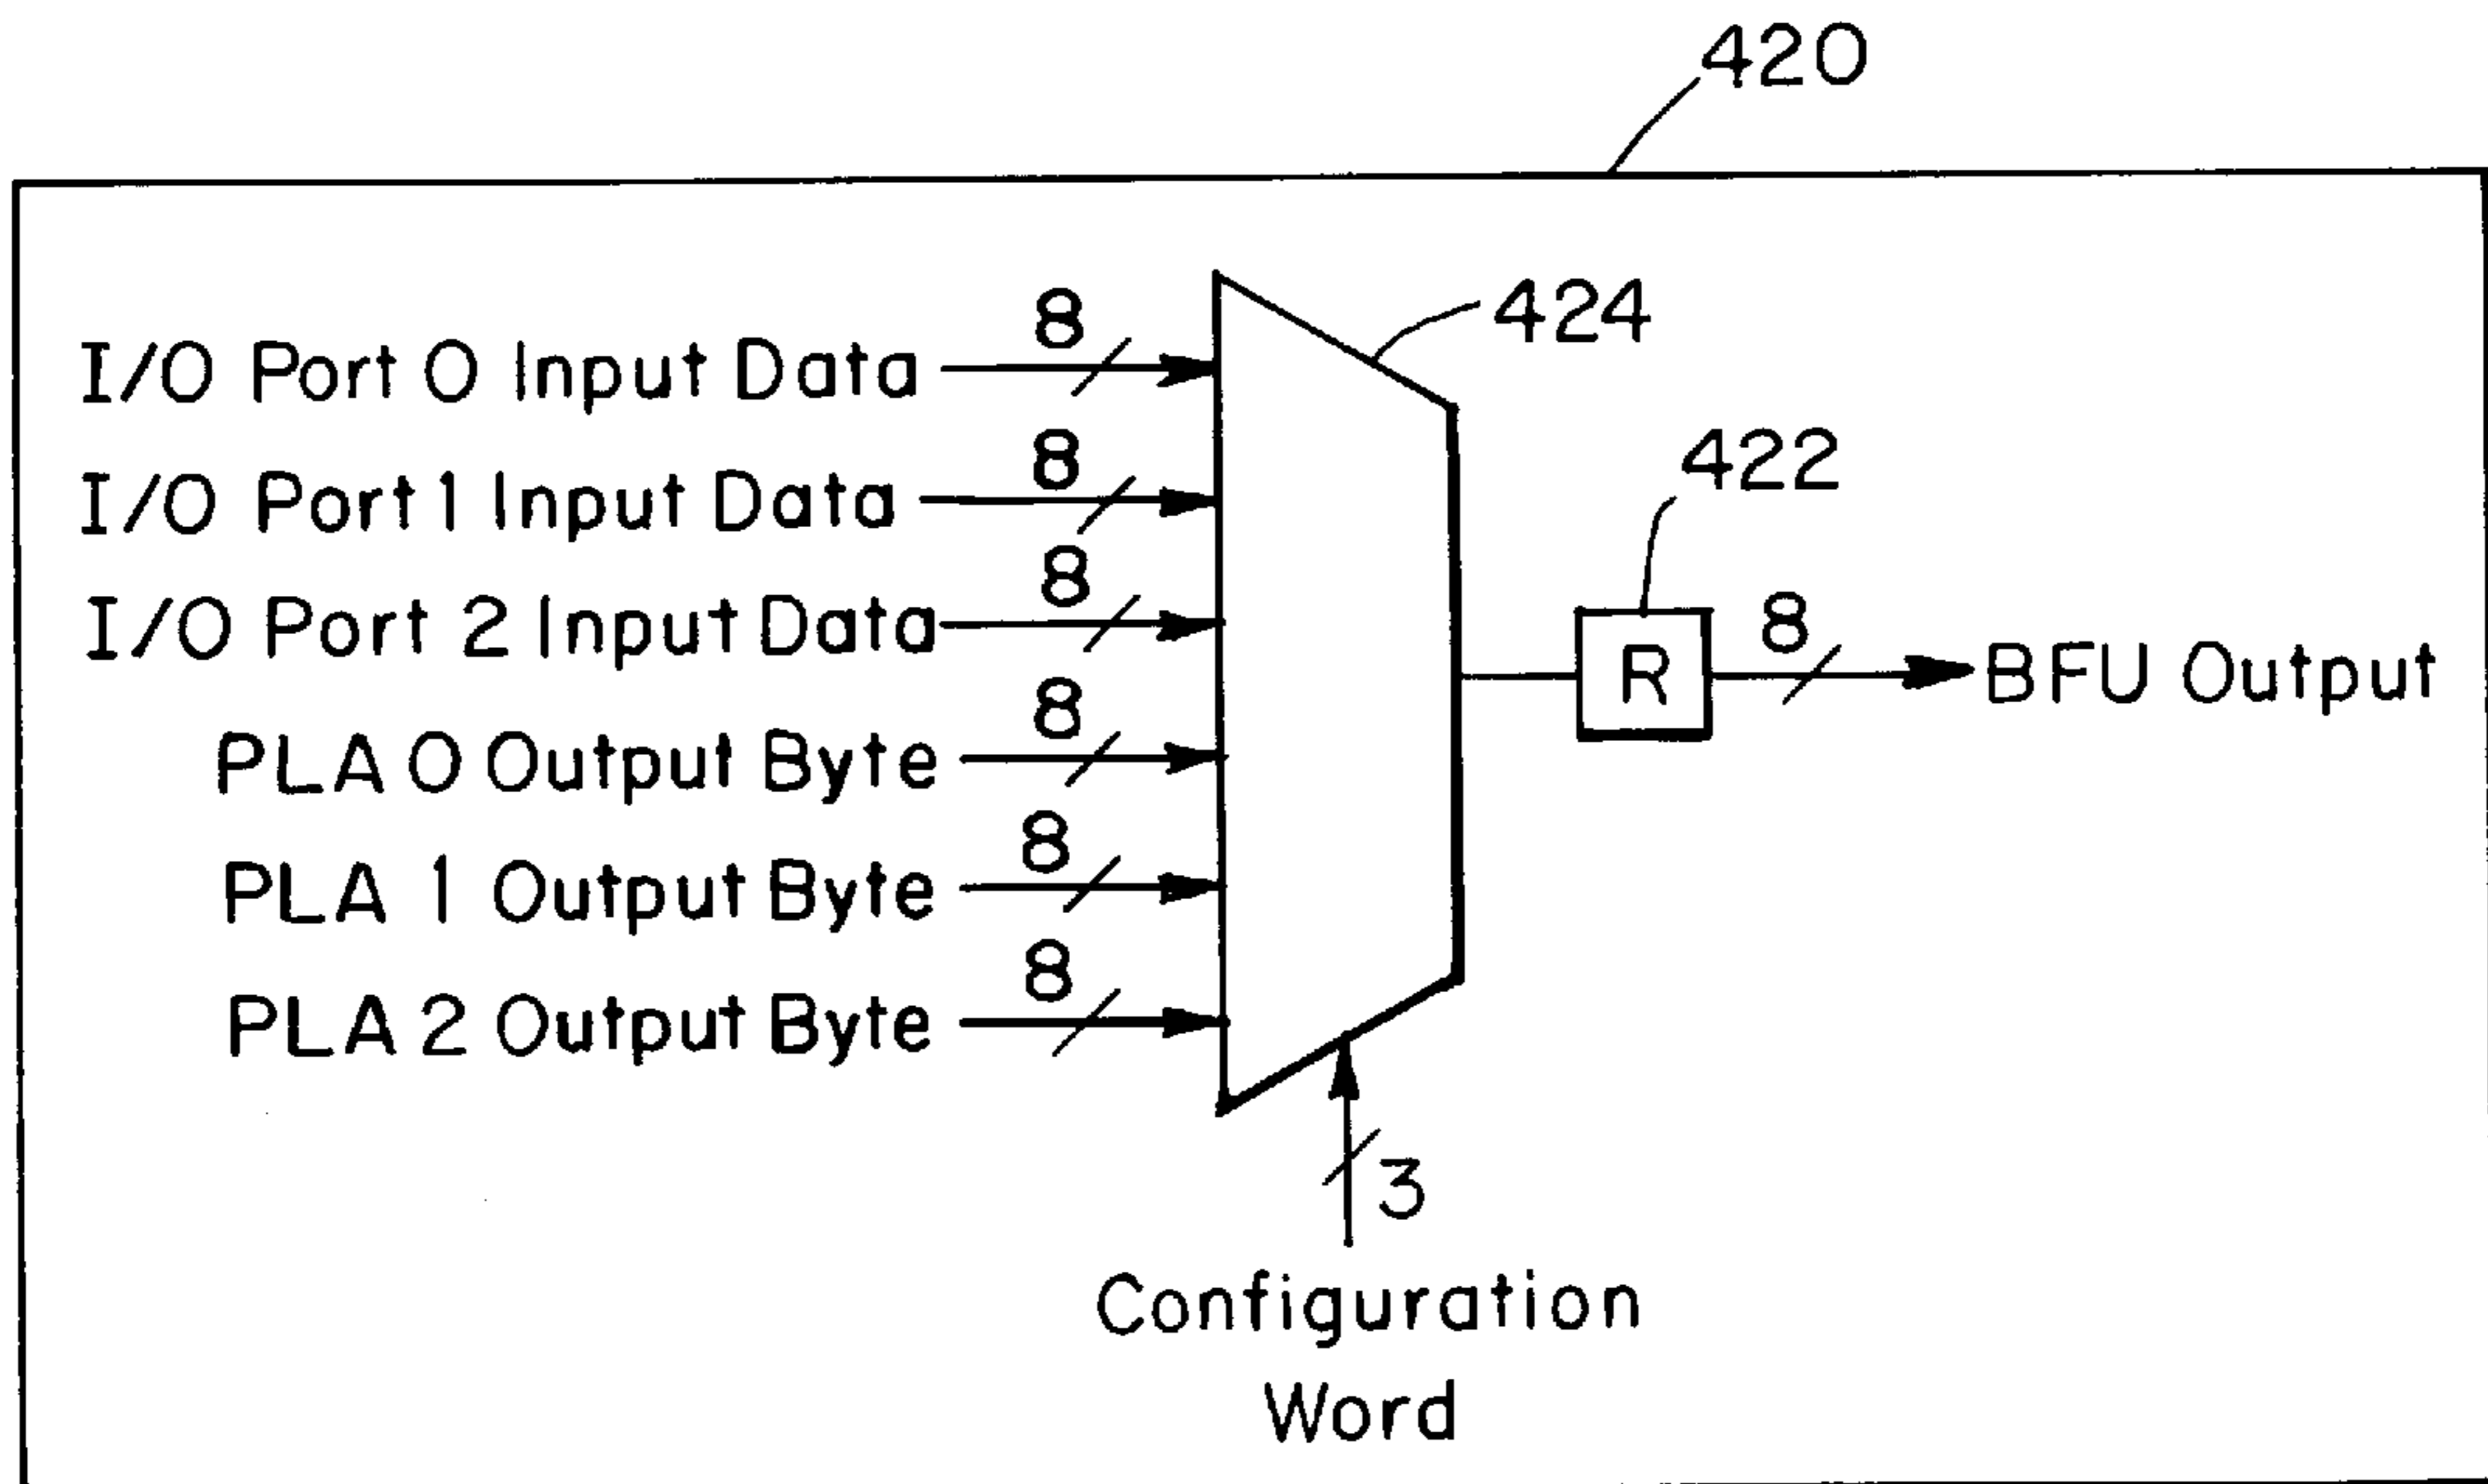 420
424
I/O Port 0 Input Data
8
I/O Port 1 Input Data
8
422
I/O Port 2 Input Data
8
R
8
BFU Output
PLA 0 Output Byte
8
PLA 1 Output Byte
8
PLA 2 Output Byte
8
3
Configuration
Word